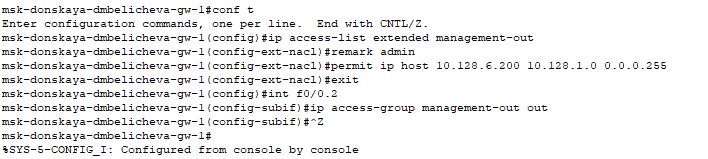 msk-donskaya-dmbelicheva-gw-1#conf t
Enter configuration commands, one per line.  End with CNTL/Z.
msk-donskaya-dmbelicheva-gw-1(config)#ip access-list extended management-out
msk-donskaya-dmbelicheva-gw-1(config-ext-nacl)#remark admin
msk-donskaya-dmbelicheva-gw-1(config-ext-nacl)#permit ip host 10.128.6.200 10.128.1.0 0.0.0.255
msk-donskaya-dmbelicheva-gw-1(config-ext-nacl)#exit
msk-donskaya-dmbelicheva-gw-1(config)#int f0/0.2
msk-donskaya-dmbelicheva-gw-1(config-subif)#ip access-group management-out out
msk-donskaya-dmbelicheva-gw-1(config-subif)#^Z
msk-donskaya-dmbelicheva-gw-1#
%SYS-5-CONFIG_I: Configured from console by console